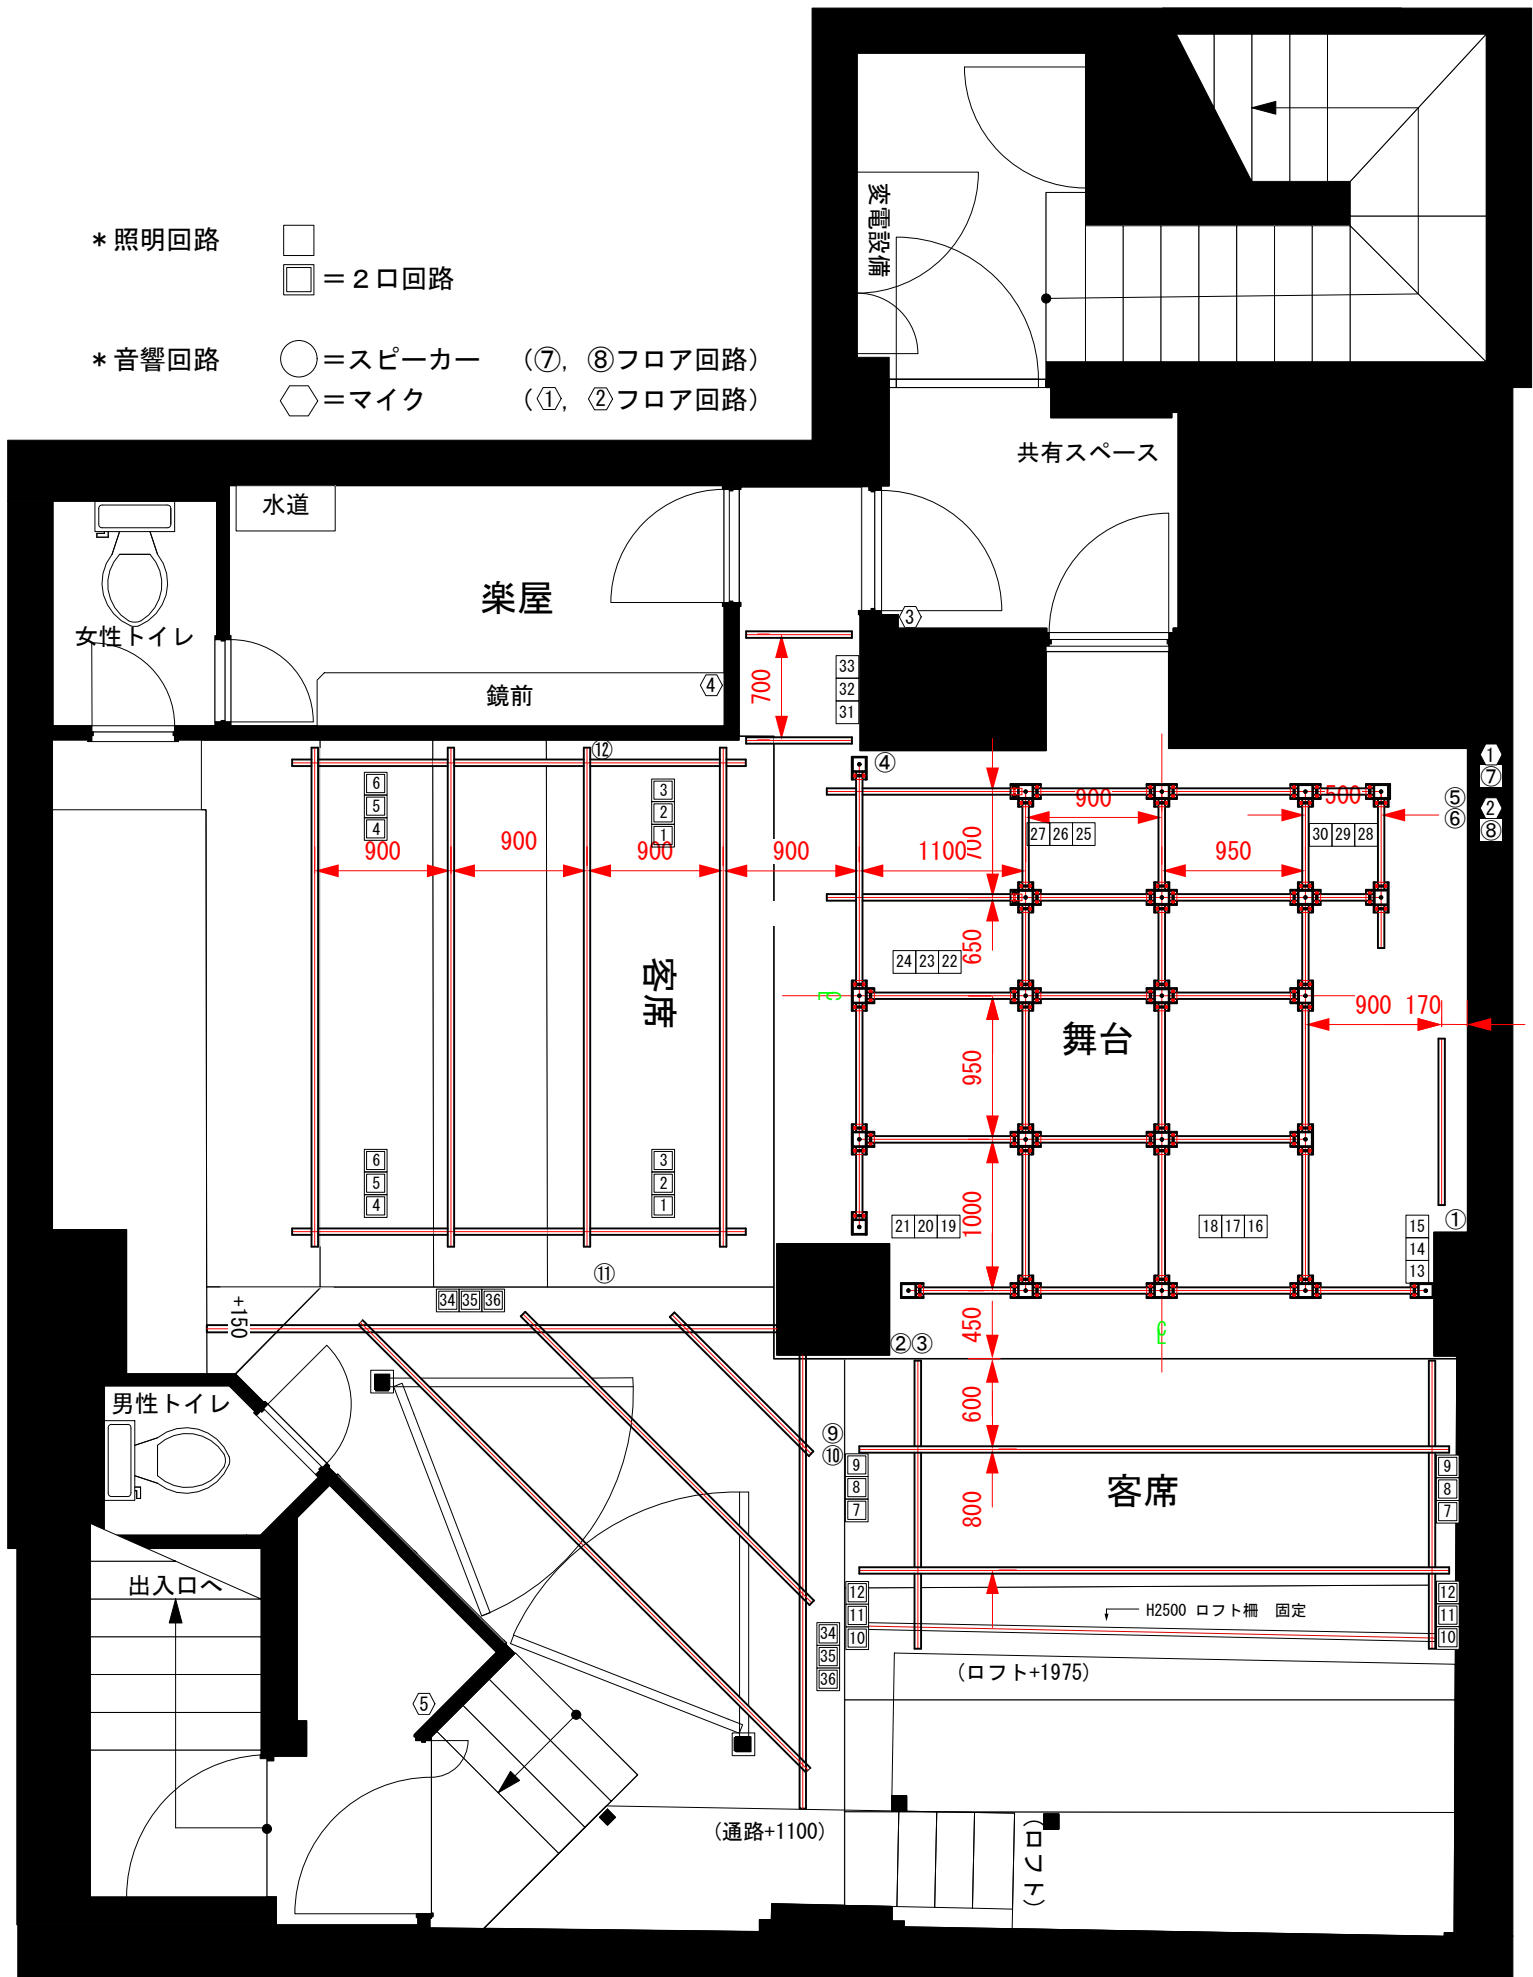 変電設備
*照明回路 □
＝２口回路
*音響回路 ○＝スピーカー （⑦, ⑧フロア回路）
＝マイク （①, ②フロア回路）
共有スペース
水道
楽屋
女性トイレ
鏡前
3
4
33
32
31
700
⑫
④
1
⑦
2
⑧
⑤
⑥
6
5
4
3
2
1
900
900
900
900
1100
700
900
950
500
27 26 25
30 29 28
650
24 23 22
客席
舞台
900 170
950
6
5
4
3
2
1
1000
21 20 19
18 17 16
①
15
14
13
⑪
34 35 36
+150
450
②③
℄
℄
男性トイレ
600
⑨
⑩
9
8
7
客席
800
9
8
7
出入口へ
12
11
10
H2500 ロフト柵 固定
12
11
10
34
35
36
(ロフト+1975)
5
(通路+1100)
(ロフト)